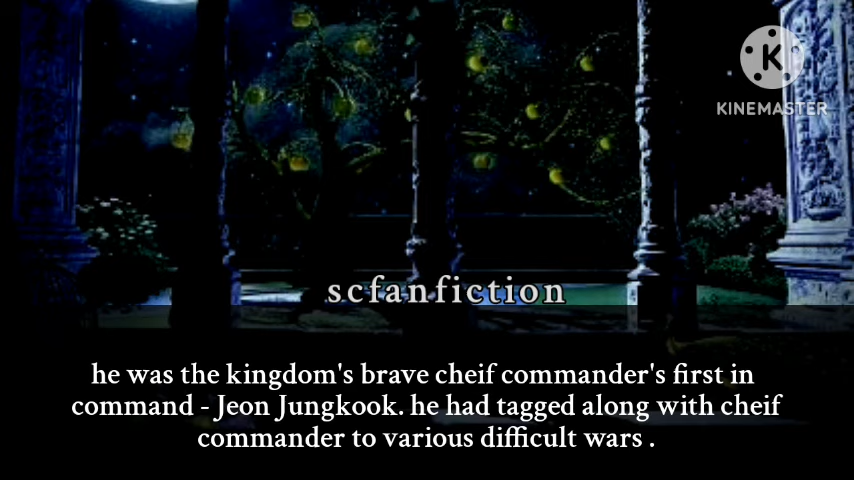 KINEMASTER
scfanfiction
he was the kingdom's brave cheif commander's first in
command - Jeon Jungkook. he had tagged along with cheif
commander to various difficult wars .